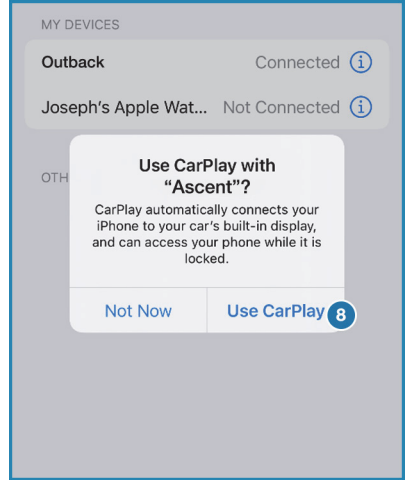 MY DEVICES
Outback Connected i
Joseph's Apple Wat... Not Connected i
OTH
Use CarPlay with
“Ascent”?
CarPlay automatically connects your
iPhone to your car's built-in display,
and can access your phone while it is
locked.
Not Now Use CarPlay 8